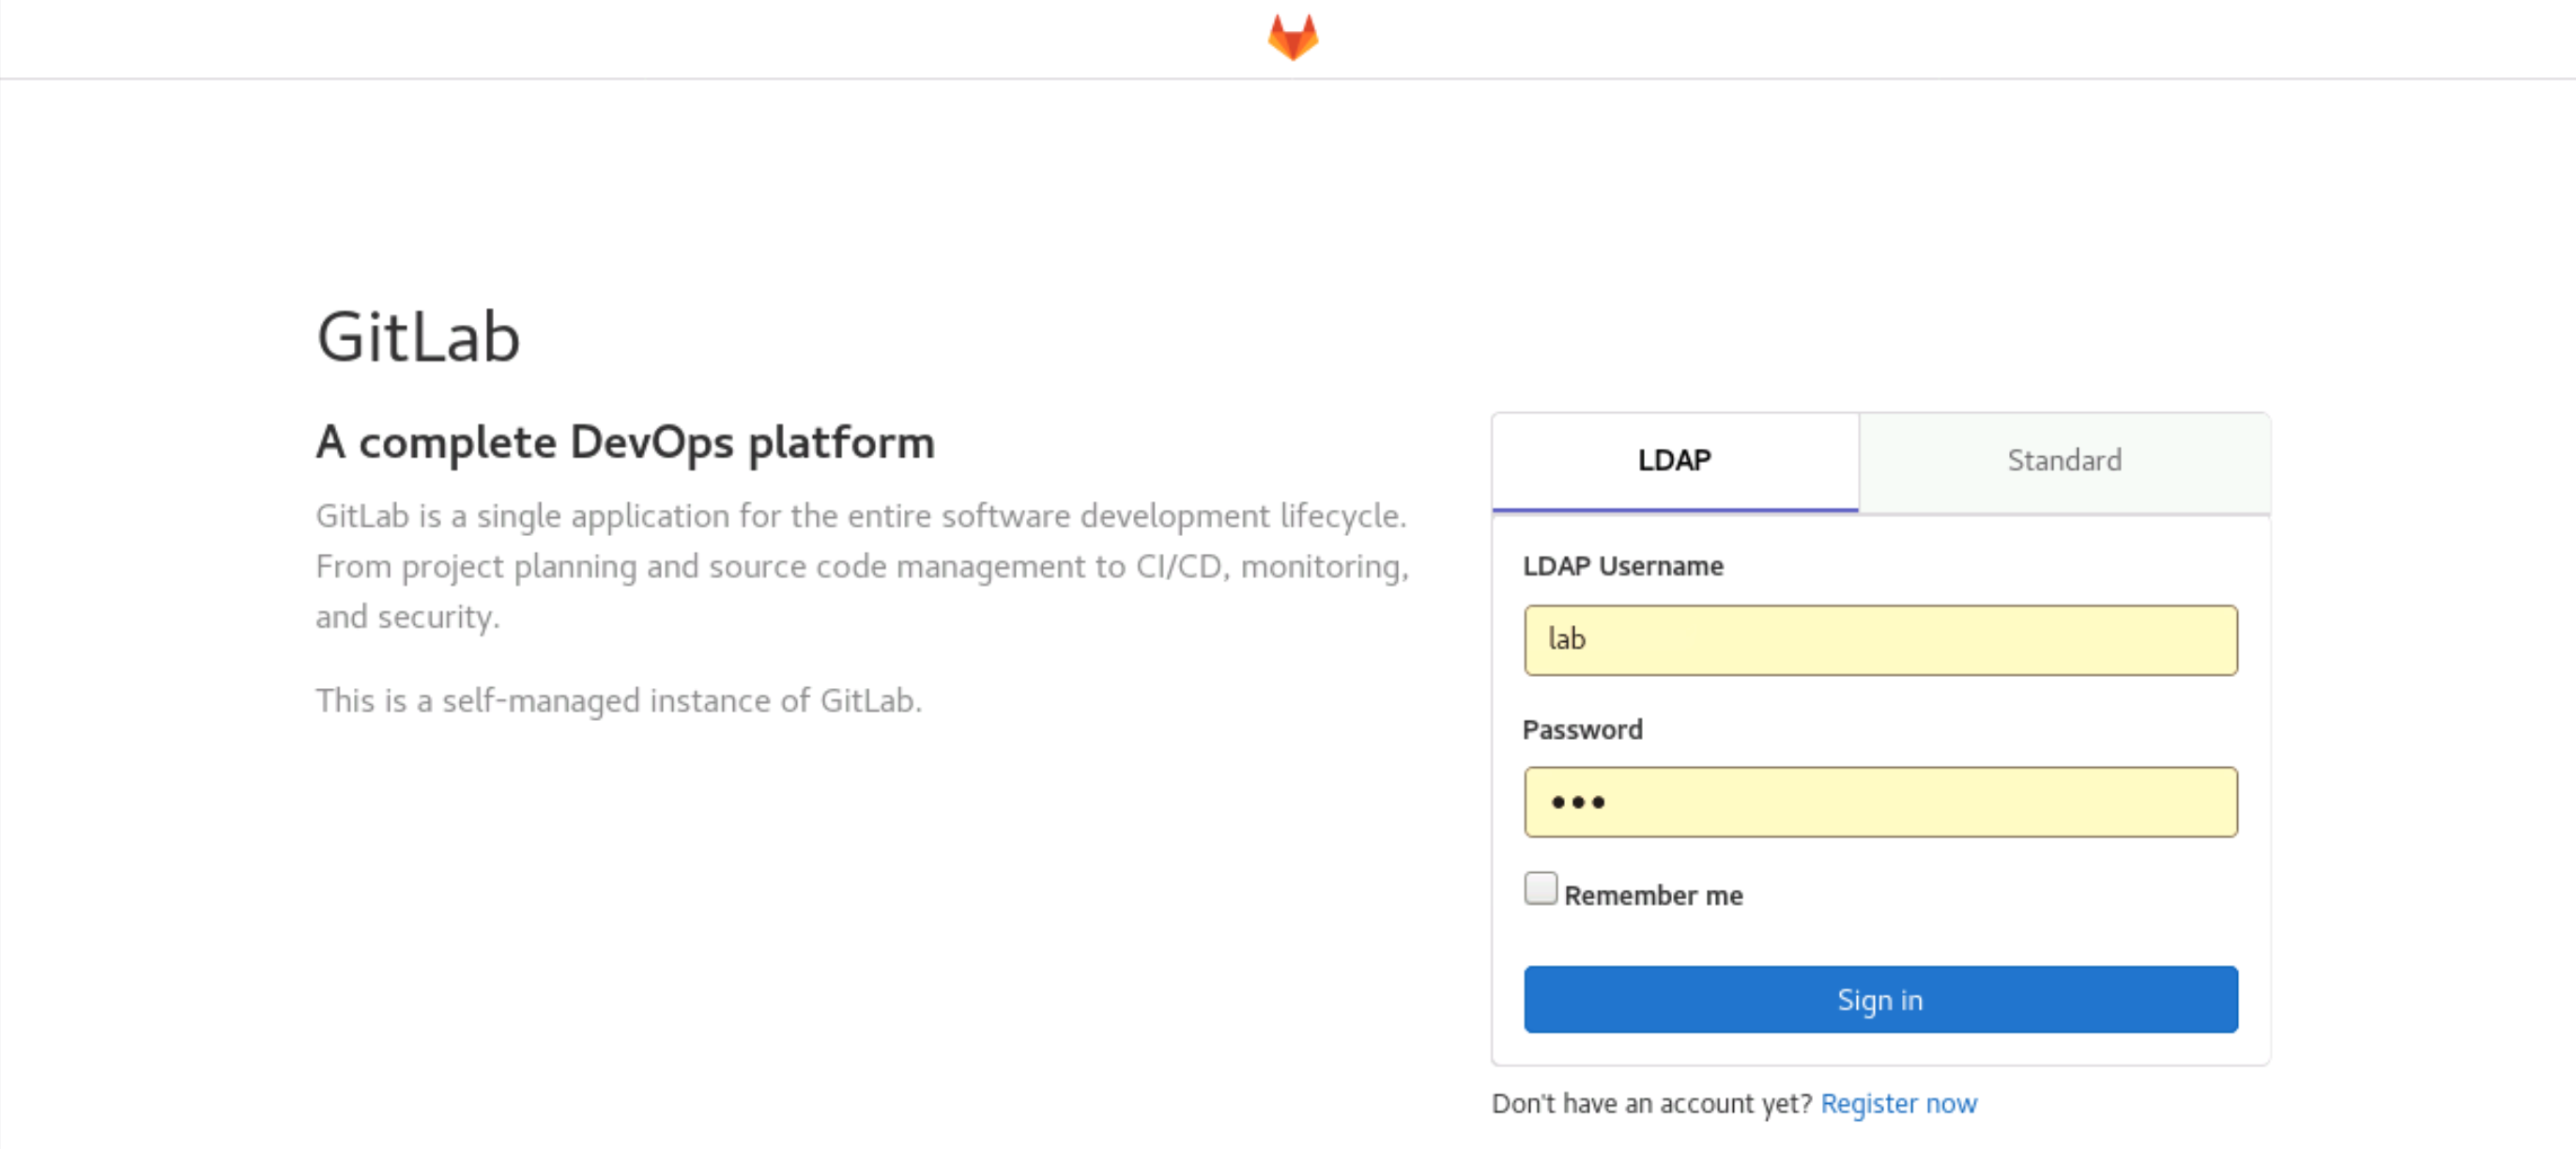 GitLab
A complete DevOps platform
GitLab is a single application for the entire software development lifecycle.
From project planning and source code management to CI/CD, monitoring,
and security.
This is a self-managed instance of GitLab.
LDAP
Standard
LDAP Username
lab
Password
•••
Remember me
Sign in
Don't have an account yet? Register now